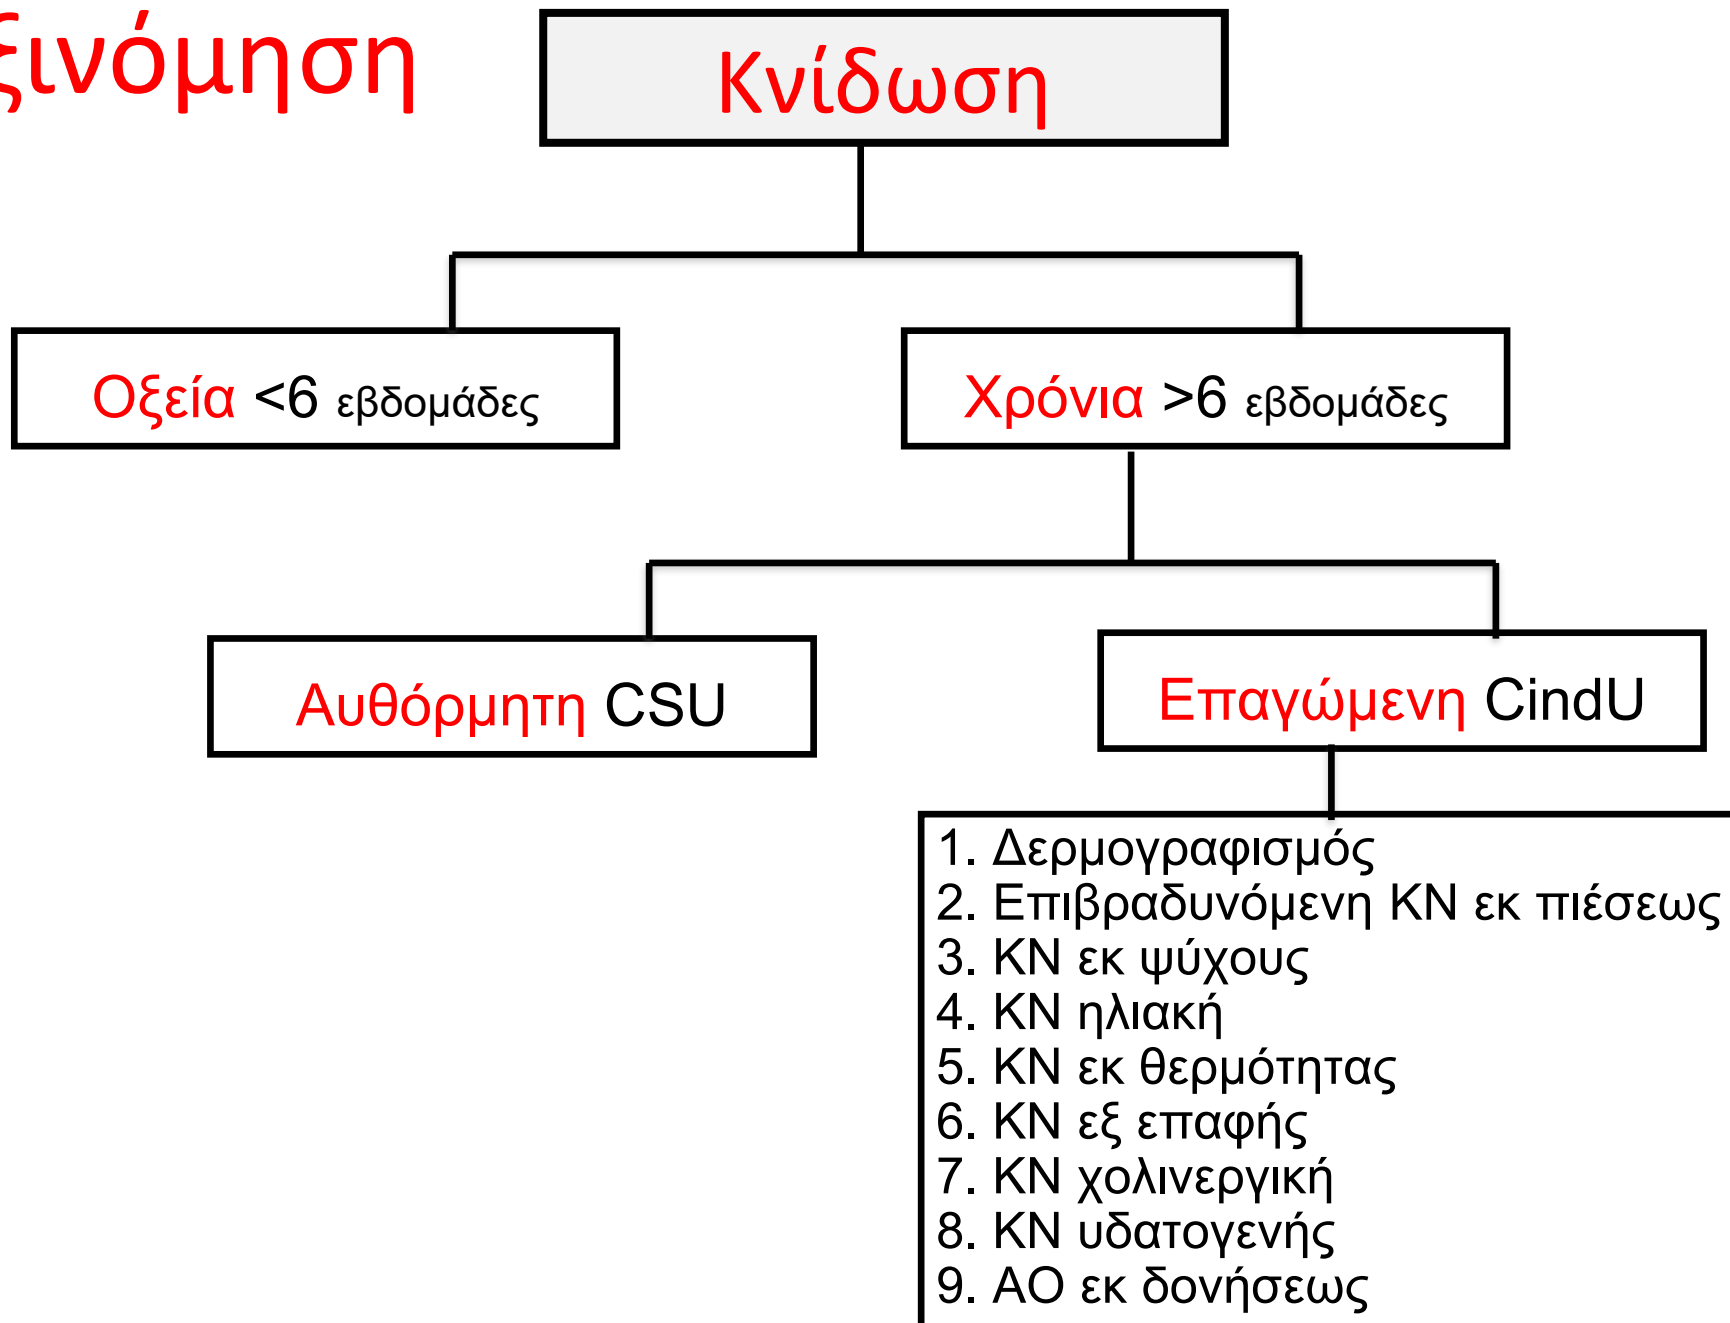 ξινόμηση
Κνίδωση
Οξεία <6 εβδομάδες
Χρόνια >6 εβδομάδες
Αυθόρμητη CSU
Επαγώμενη CindU
1. Δερμογραφισμός
2. Επιβραδυνόμενη ΚΝ εκ πιέσεως
3. ΚΝ εκ ψύχους
4. ΚΝ ηλιακή
5. ΚΝ εκ θερμότητας
6. ΚΝ εξ επαφής
7. ΚΝ χολινεργική
8. ΚΝ υδατογενής
9. ΑΟ εκ δονήσεως